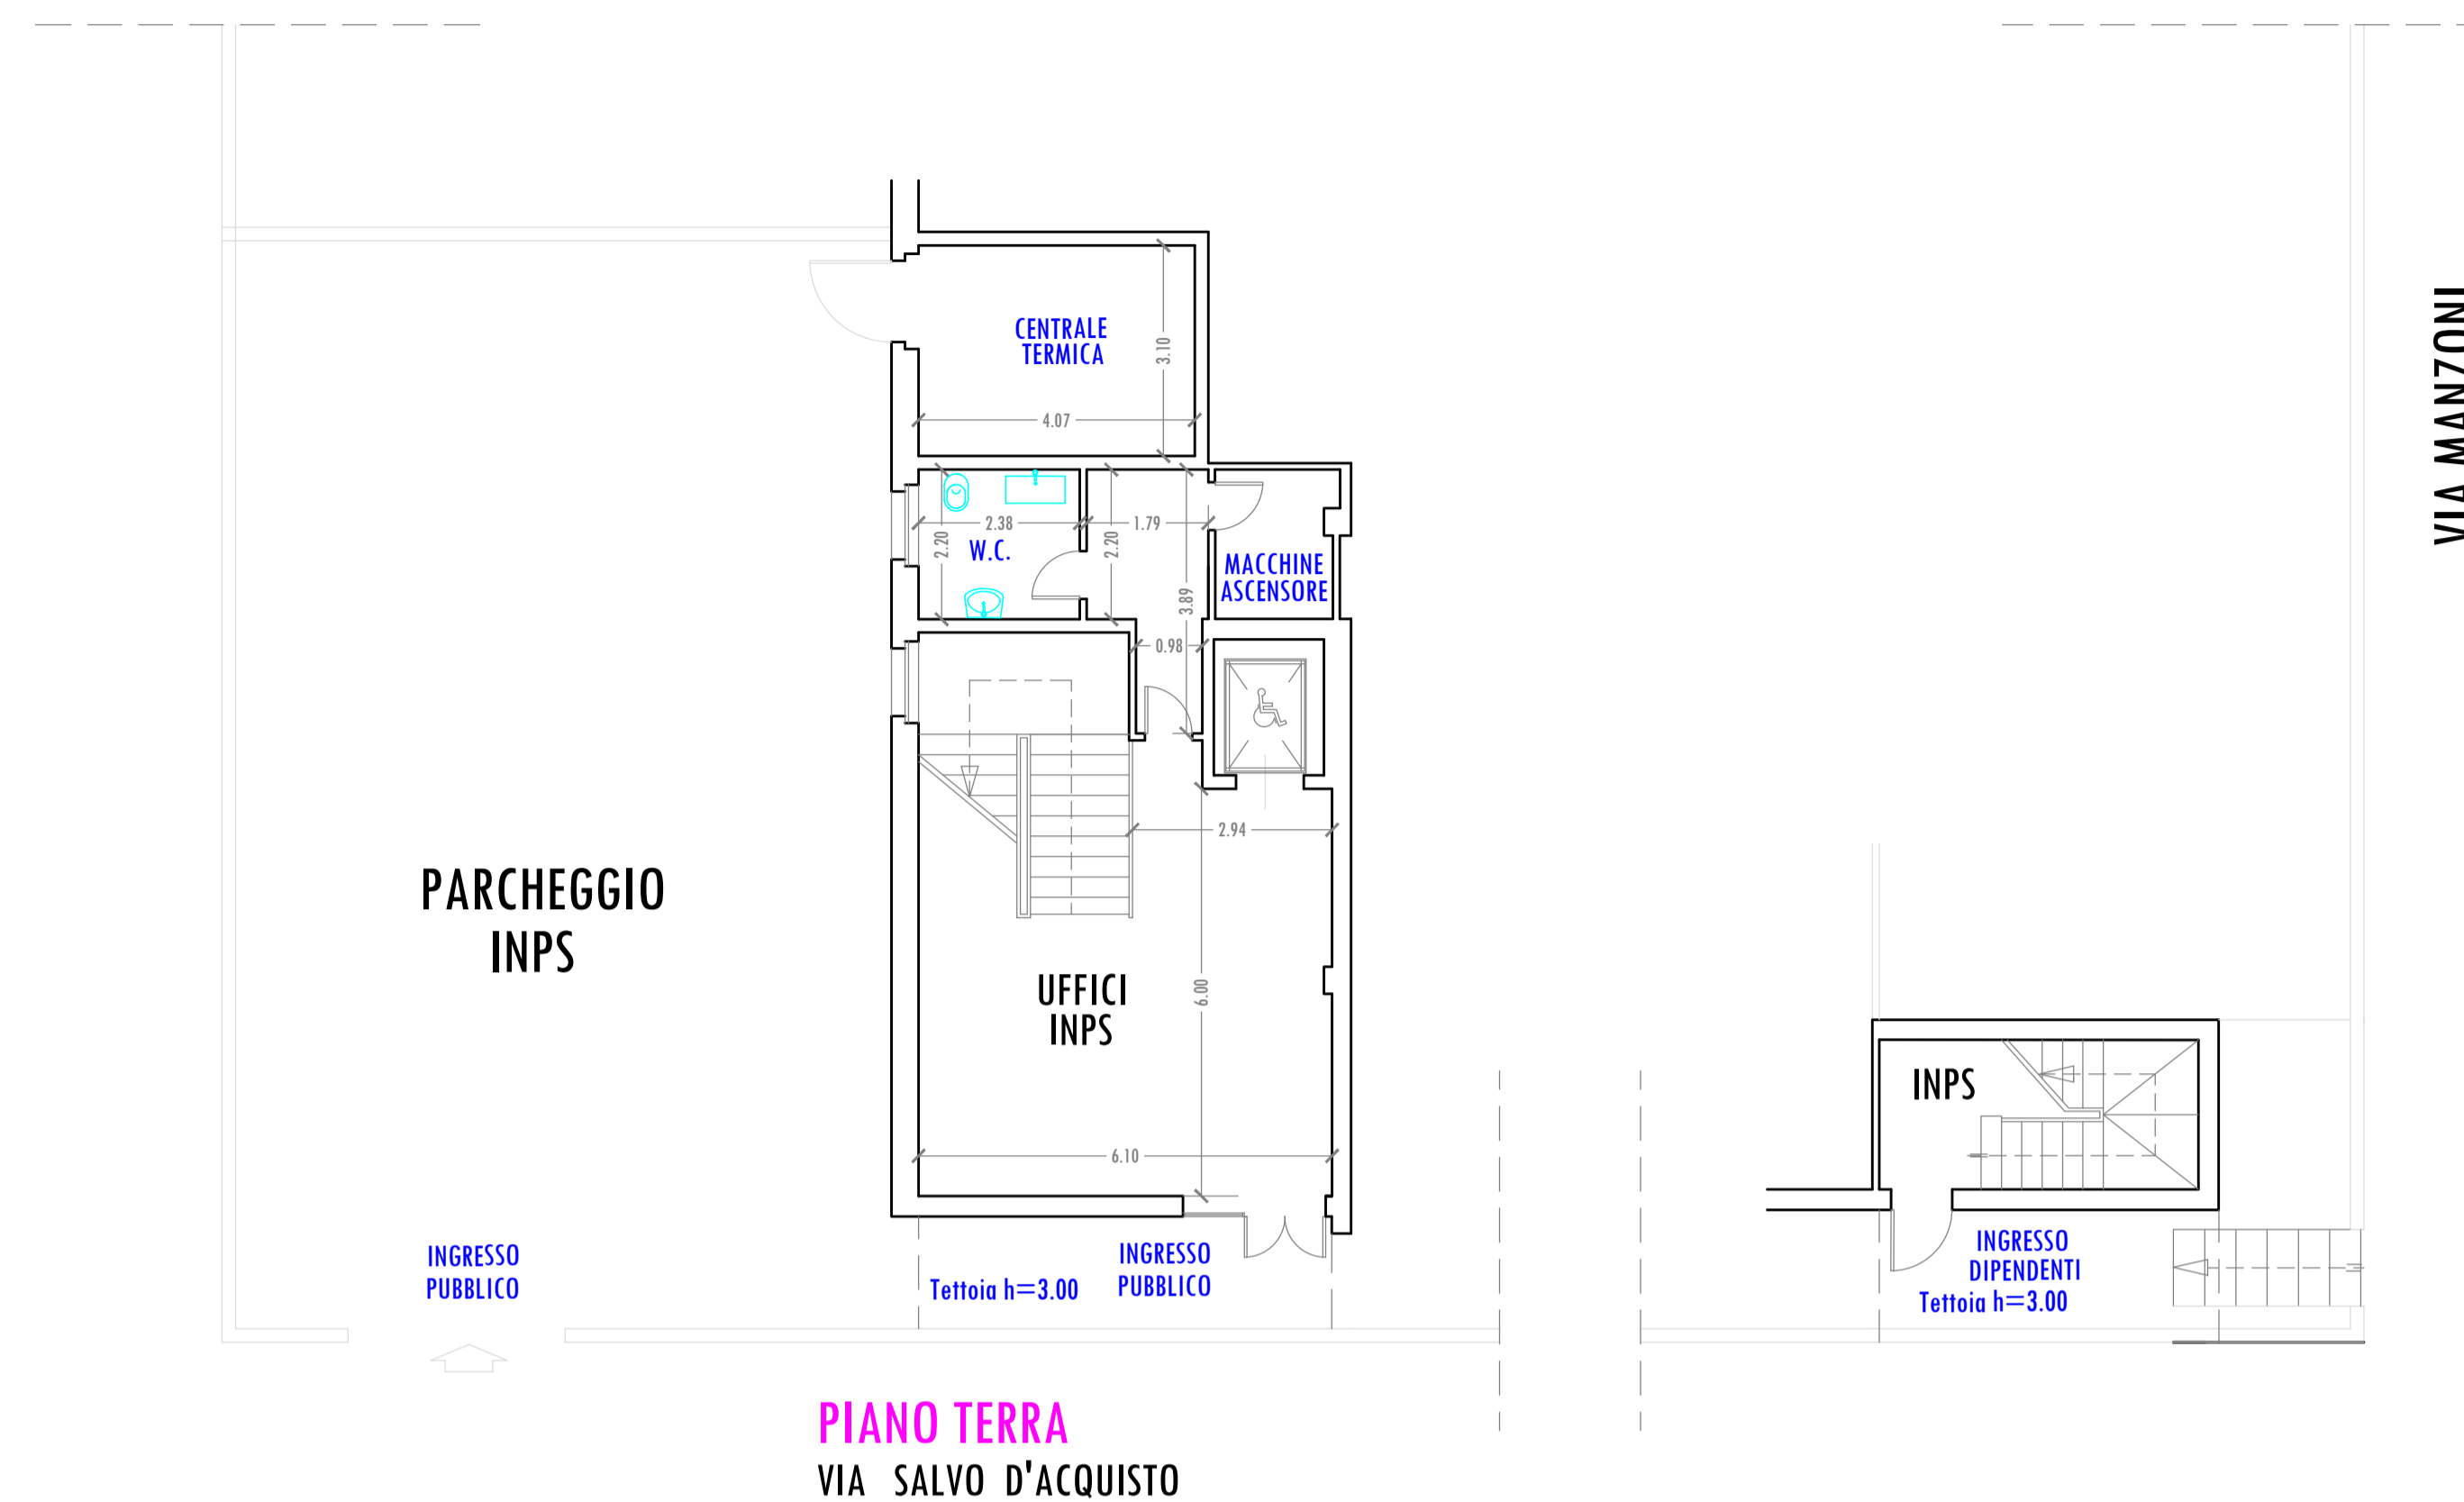 CENTRALE
TERMICA
3.10
4.07
2.38
1.79
2.20
W.C.
2.20
MACCHINE
ASCENSORE
3.89
0.98
2.94
PARCHEGGIO
INPS
UFFICI
INPS
6.00
6.10
INPS
INGRESSO
PUBBLICO
Tettoia h=3.00
INGRESSO
PUBBLICO
INGRESSO
DIPENDENTI
Tettoia h=3.00
VIA MANZONI
PIANO TERRA
VIA SALVO D'ACQUISTO